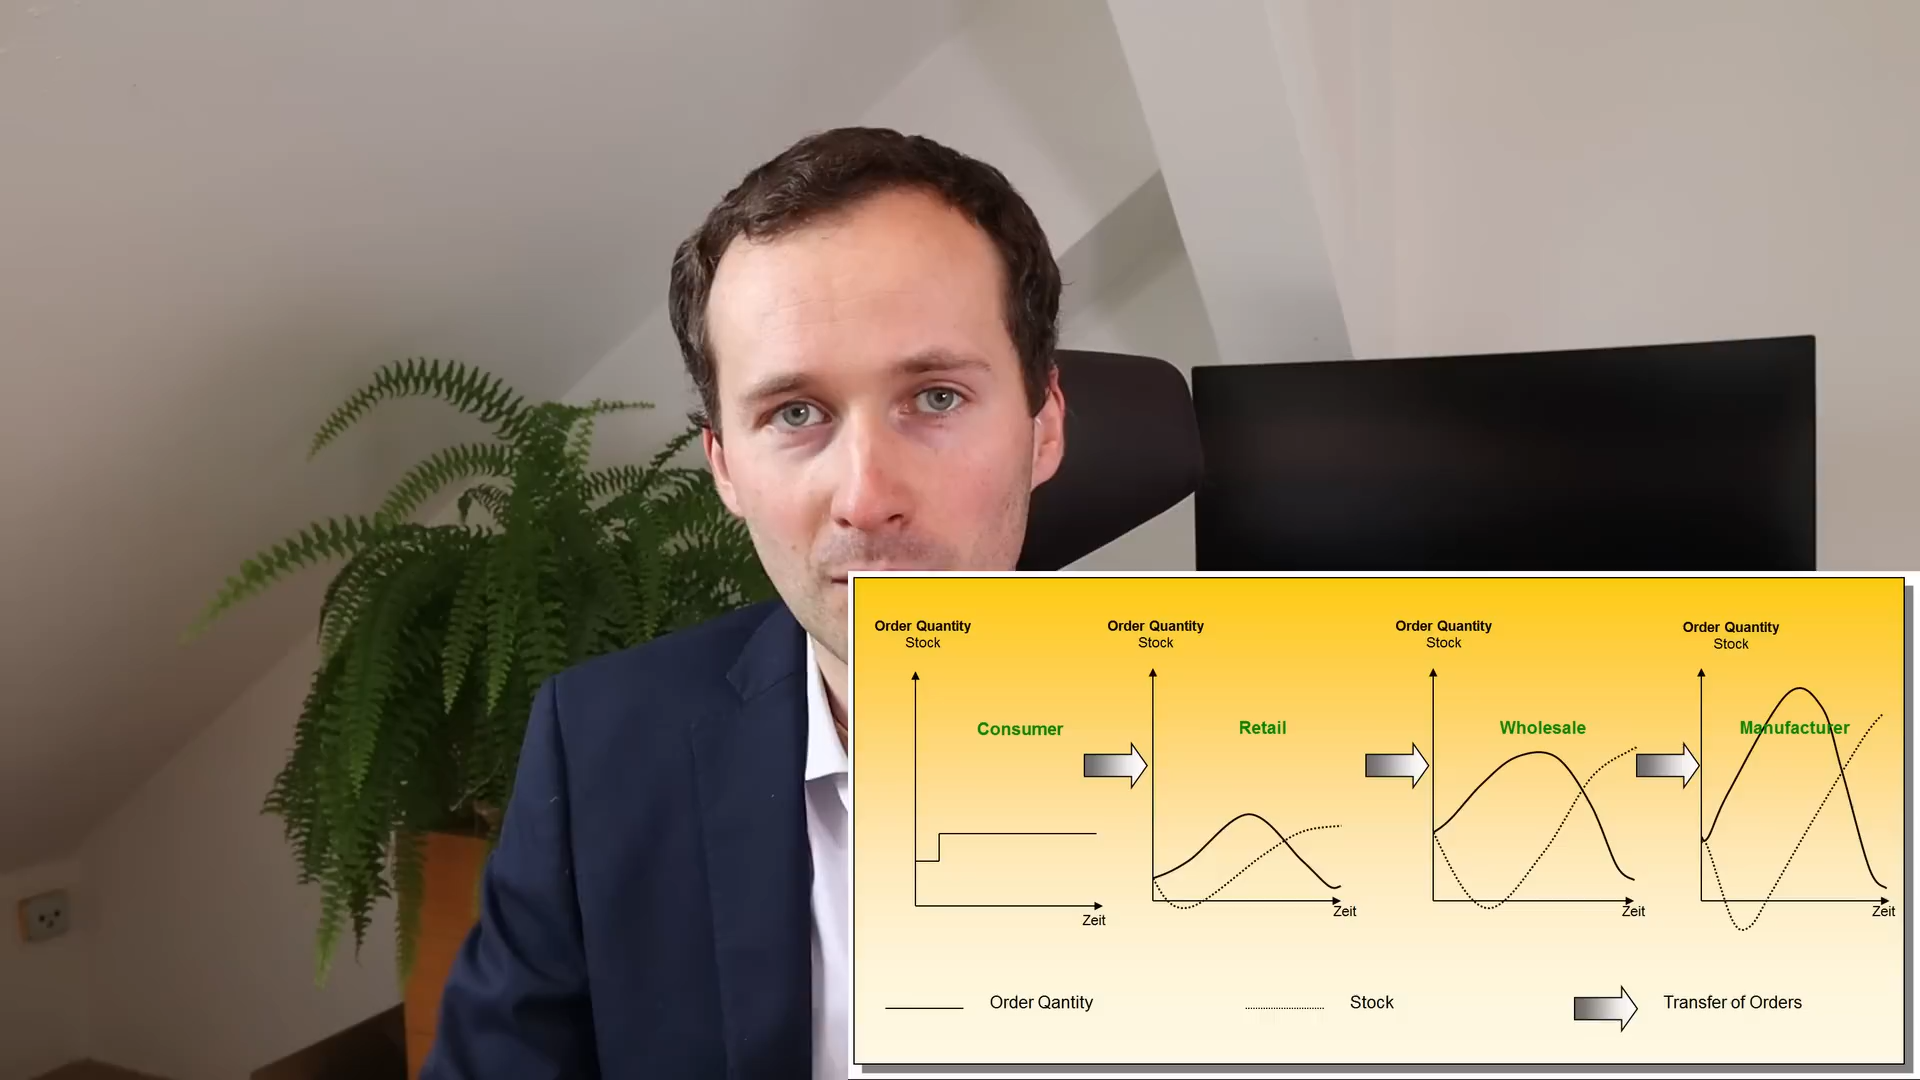 Order Quantity
Stock
Order Quantity
Stock
Order Quantity
Stock
Order Quantity
Stock
Consumer
Retail
Wholesale
Manufacturer
Zeit
Zeit
Zeit
Zeit
Order Qantity
Stock
Transfer of Orders